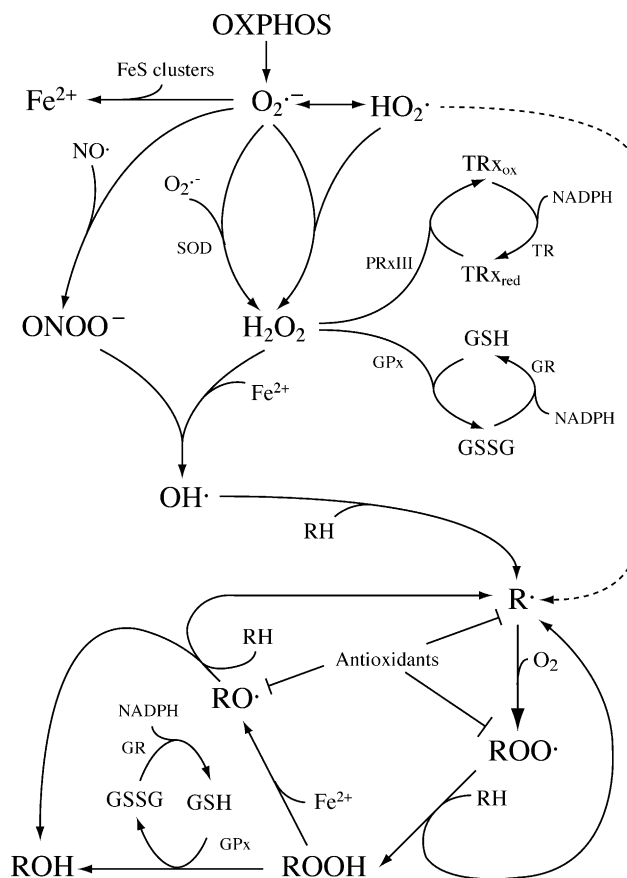 OXPHOS
FeS clusters
Fe²⁺
O₂·⁻
HO₂·
NO·
O₂·⁻
SOD
TRxₒₓ
NADPH
TR
PRxIII
TRx_red
ONOO⁻
H₂O₂
GSH
GPx
GR
Fe²⁺
NADPH
GSSG
OH·
RH
R·
RH
Antioxidants
O₂
RO·
NADPH
GR
ROO·
GSSG
GSH
Fe²⁺
RH
GPx
ROH
ROOH